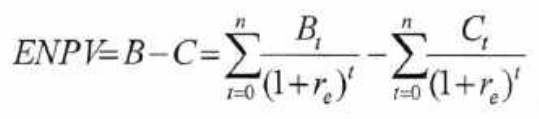 ENPV=B−C=∑_{t=0}^{n} B_t/(1+r_e)^t − ∑_{t=0}^{n} C_t/(1+r_e)^t